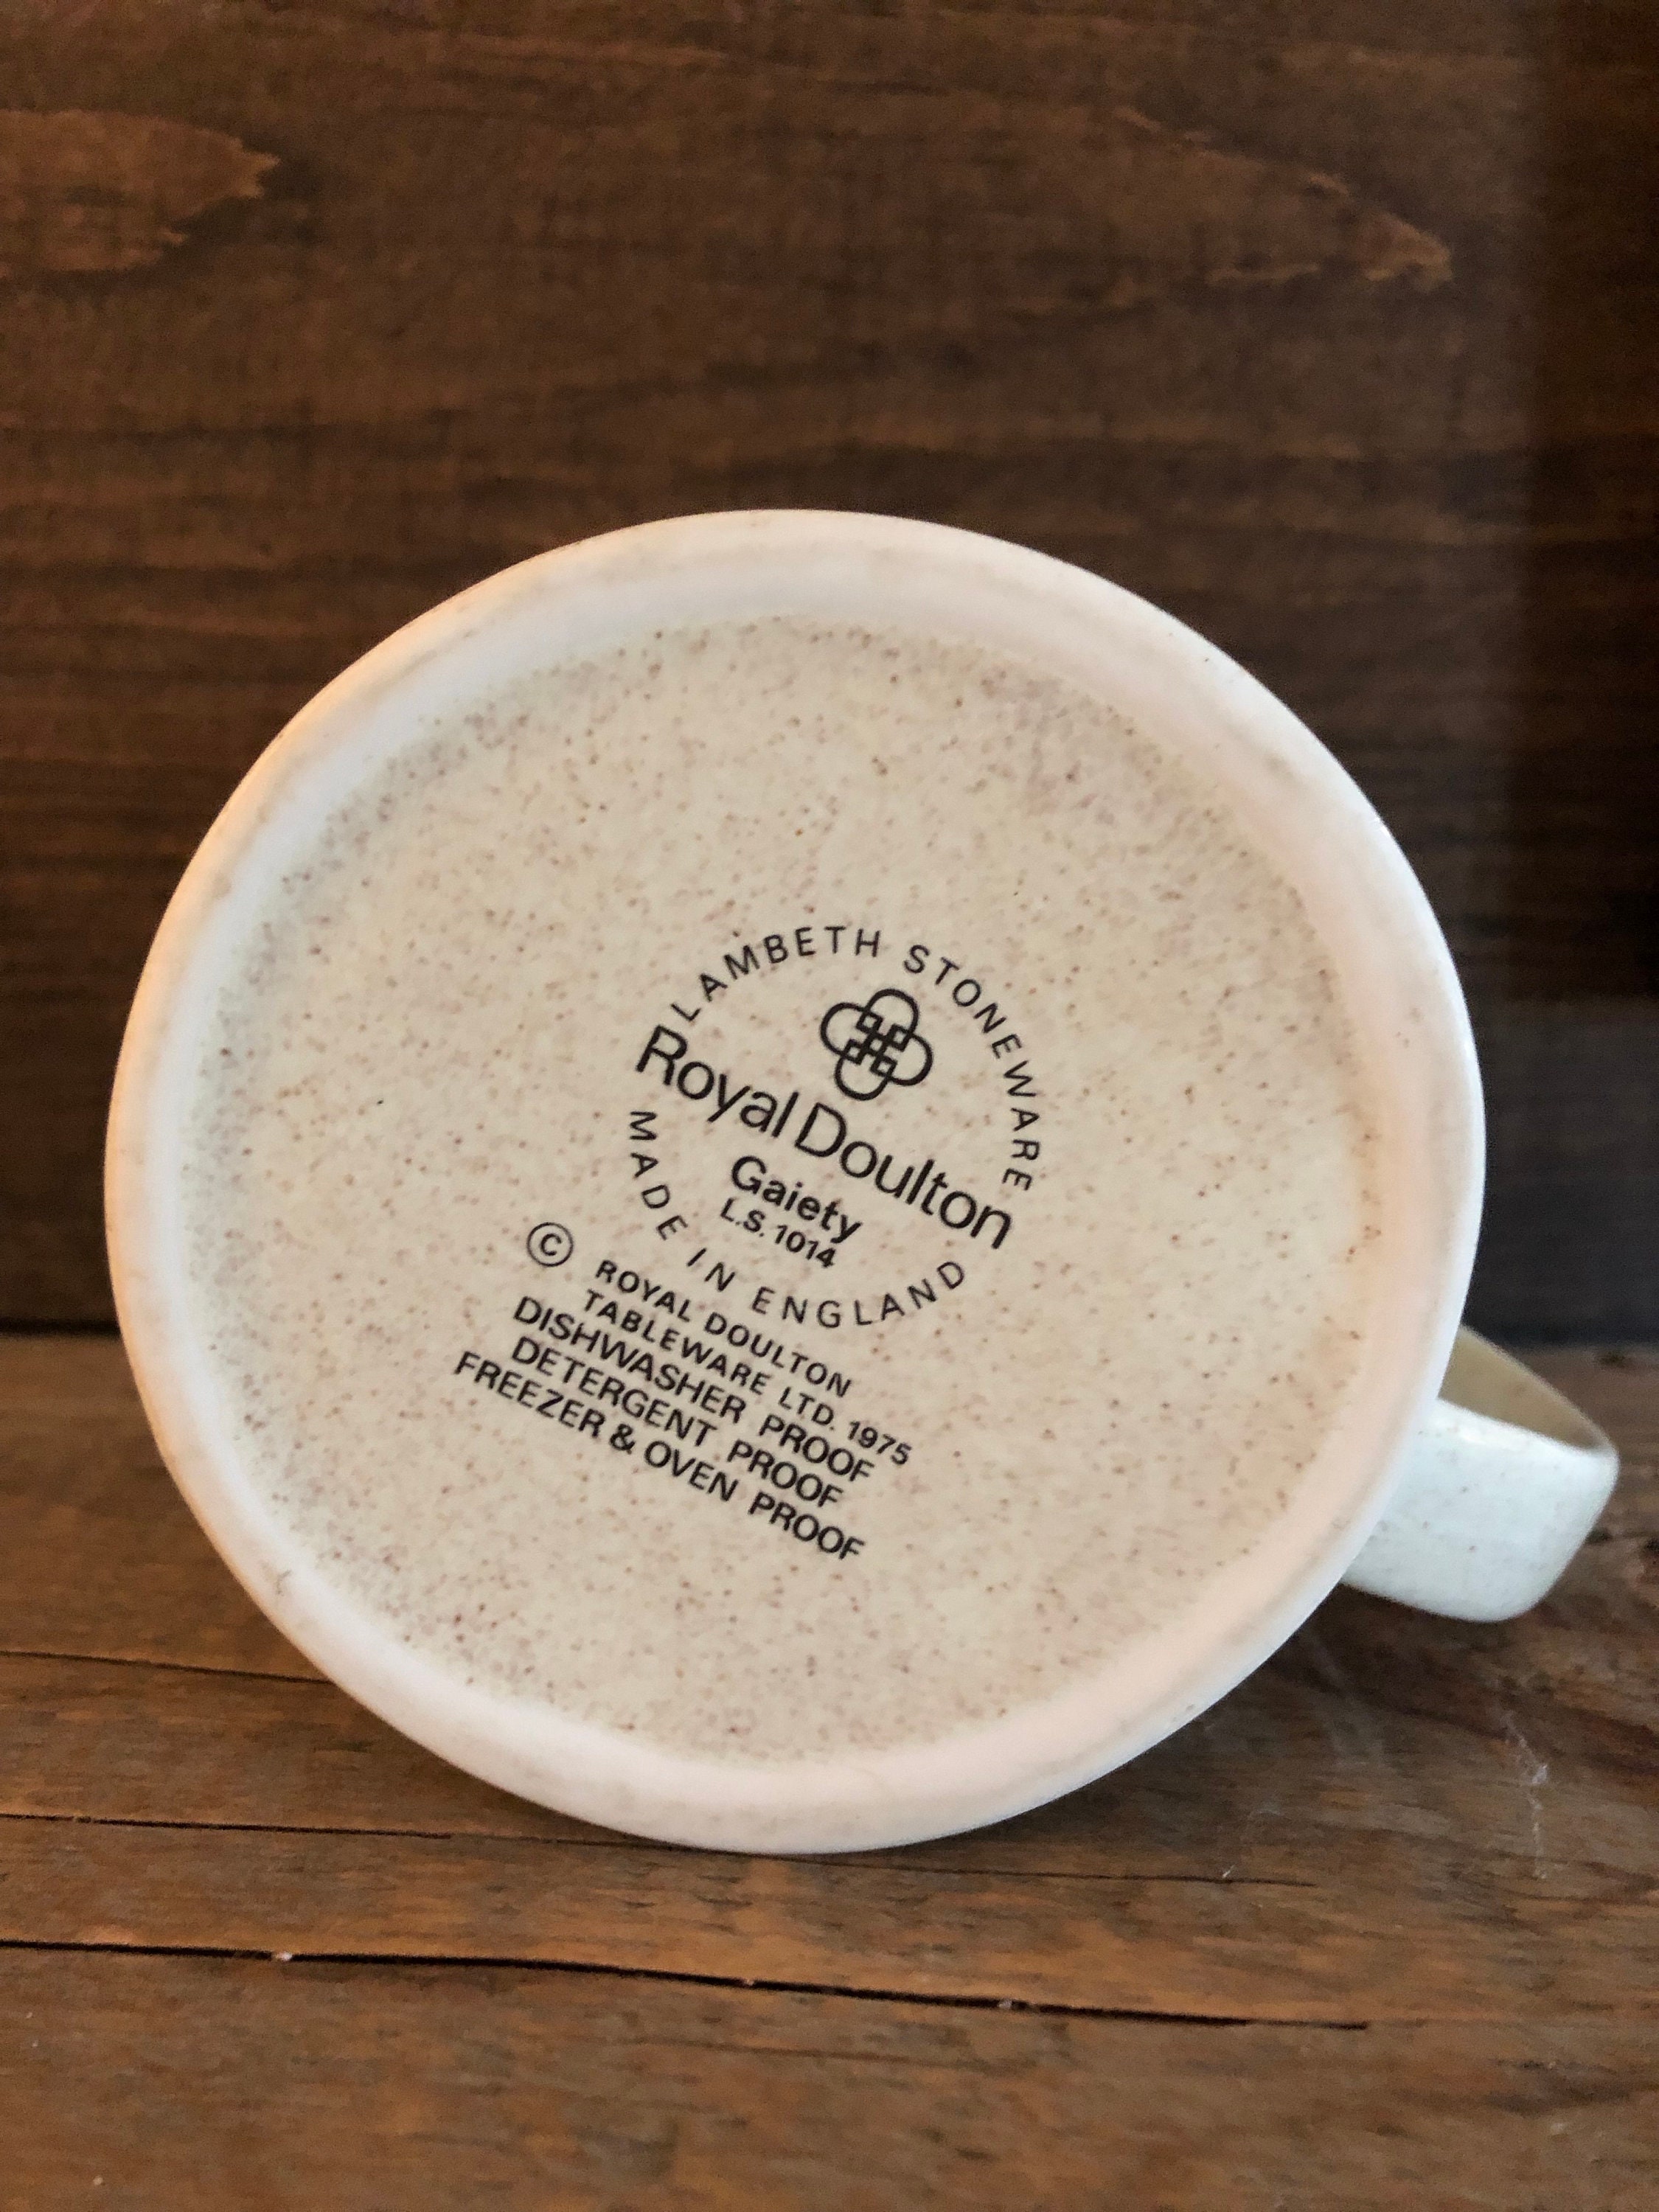 LAMBETH STONEWARE
Royal Doulton
Gaiety
L.S. 1014
MADE IN ENGLAND
© ROYAL DOULTON
TABLEWARE LTD. 1975
DISHWASHER PROOF
DETERGENT PROOF
FREEZER & OVEN PROOF